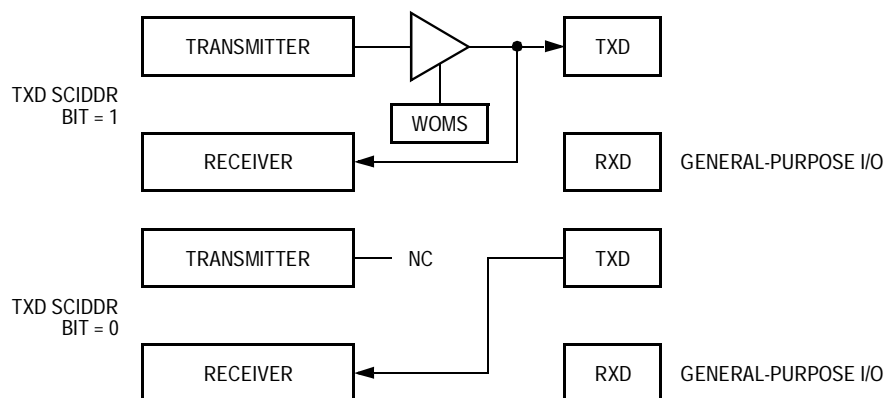 TRANSMITTER
TXD
TXD SCIDDR
BIT = 1
WOMS
RECEIVER
RXD
GENERAL-PURPOSE I/O
TRANSMITTER
NC
TXD
TXD SCIDDR
BIT = 0
RECEIVER
RXD
GENERAL-PURPOSE I/O